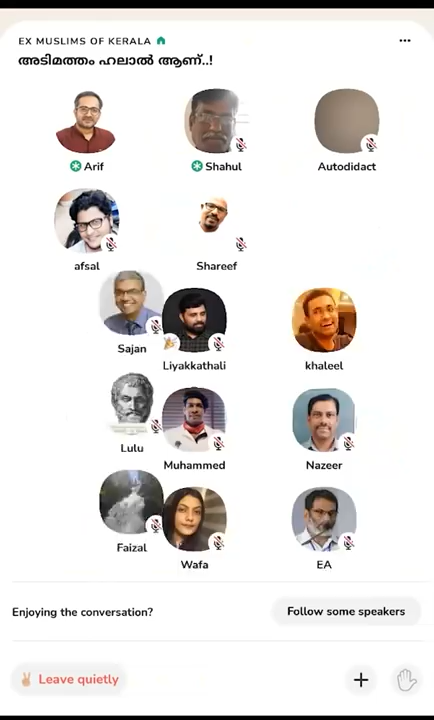 EX MUSLIMS OF KERALA
അടിമത്തം ഹലാൽ ആണ്..!
Arif Shahul Autodidact
afsal Shareef
Sajan
Liyakkathali khaleel
Lulu
Muhammed Nazeer
Faizal
Wafa EA
Enjoying the conversation? Follow some speakers
Leave quietly